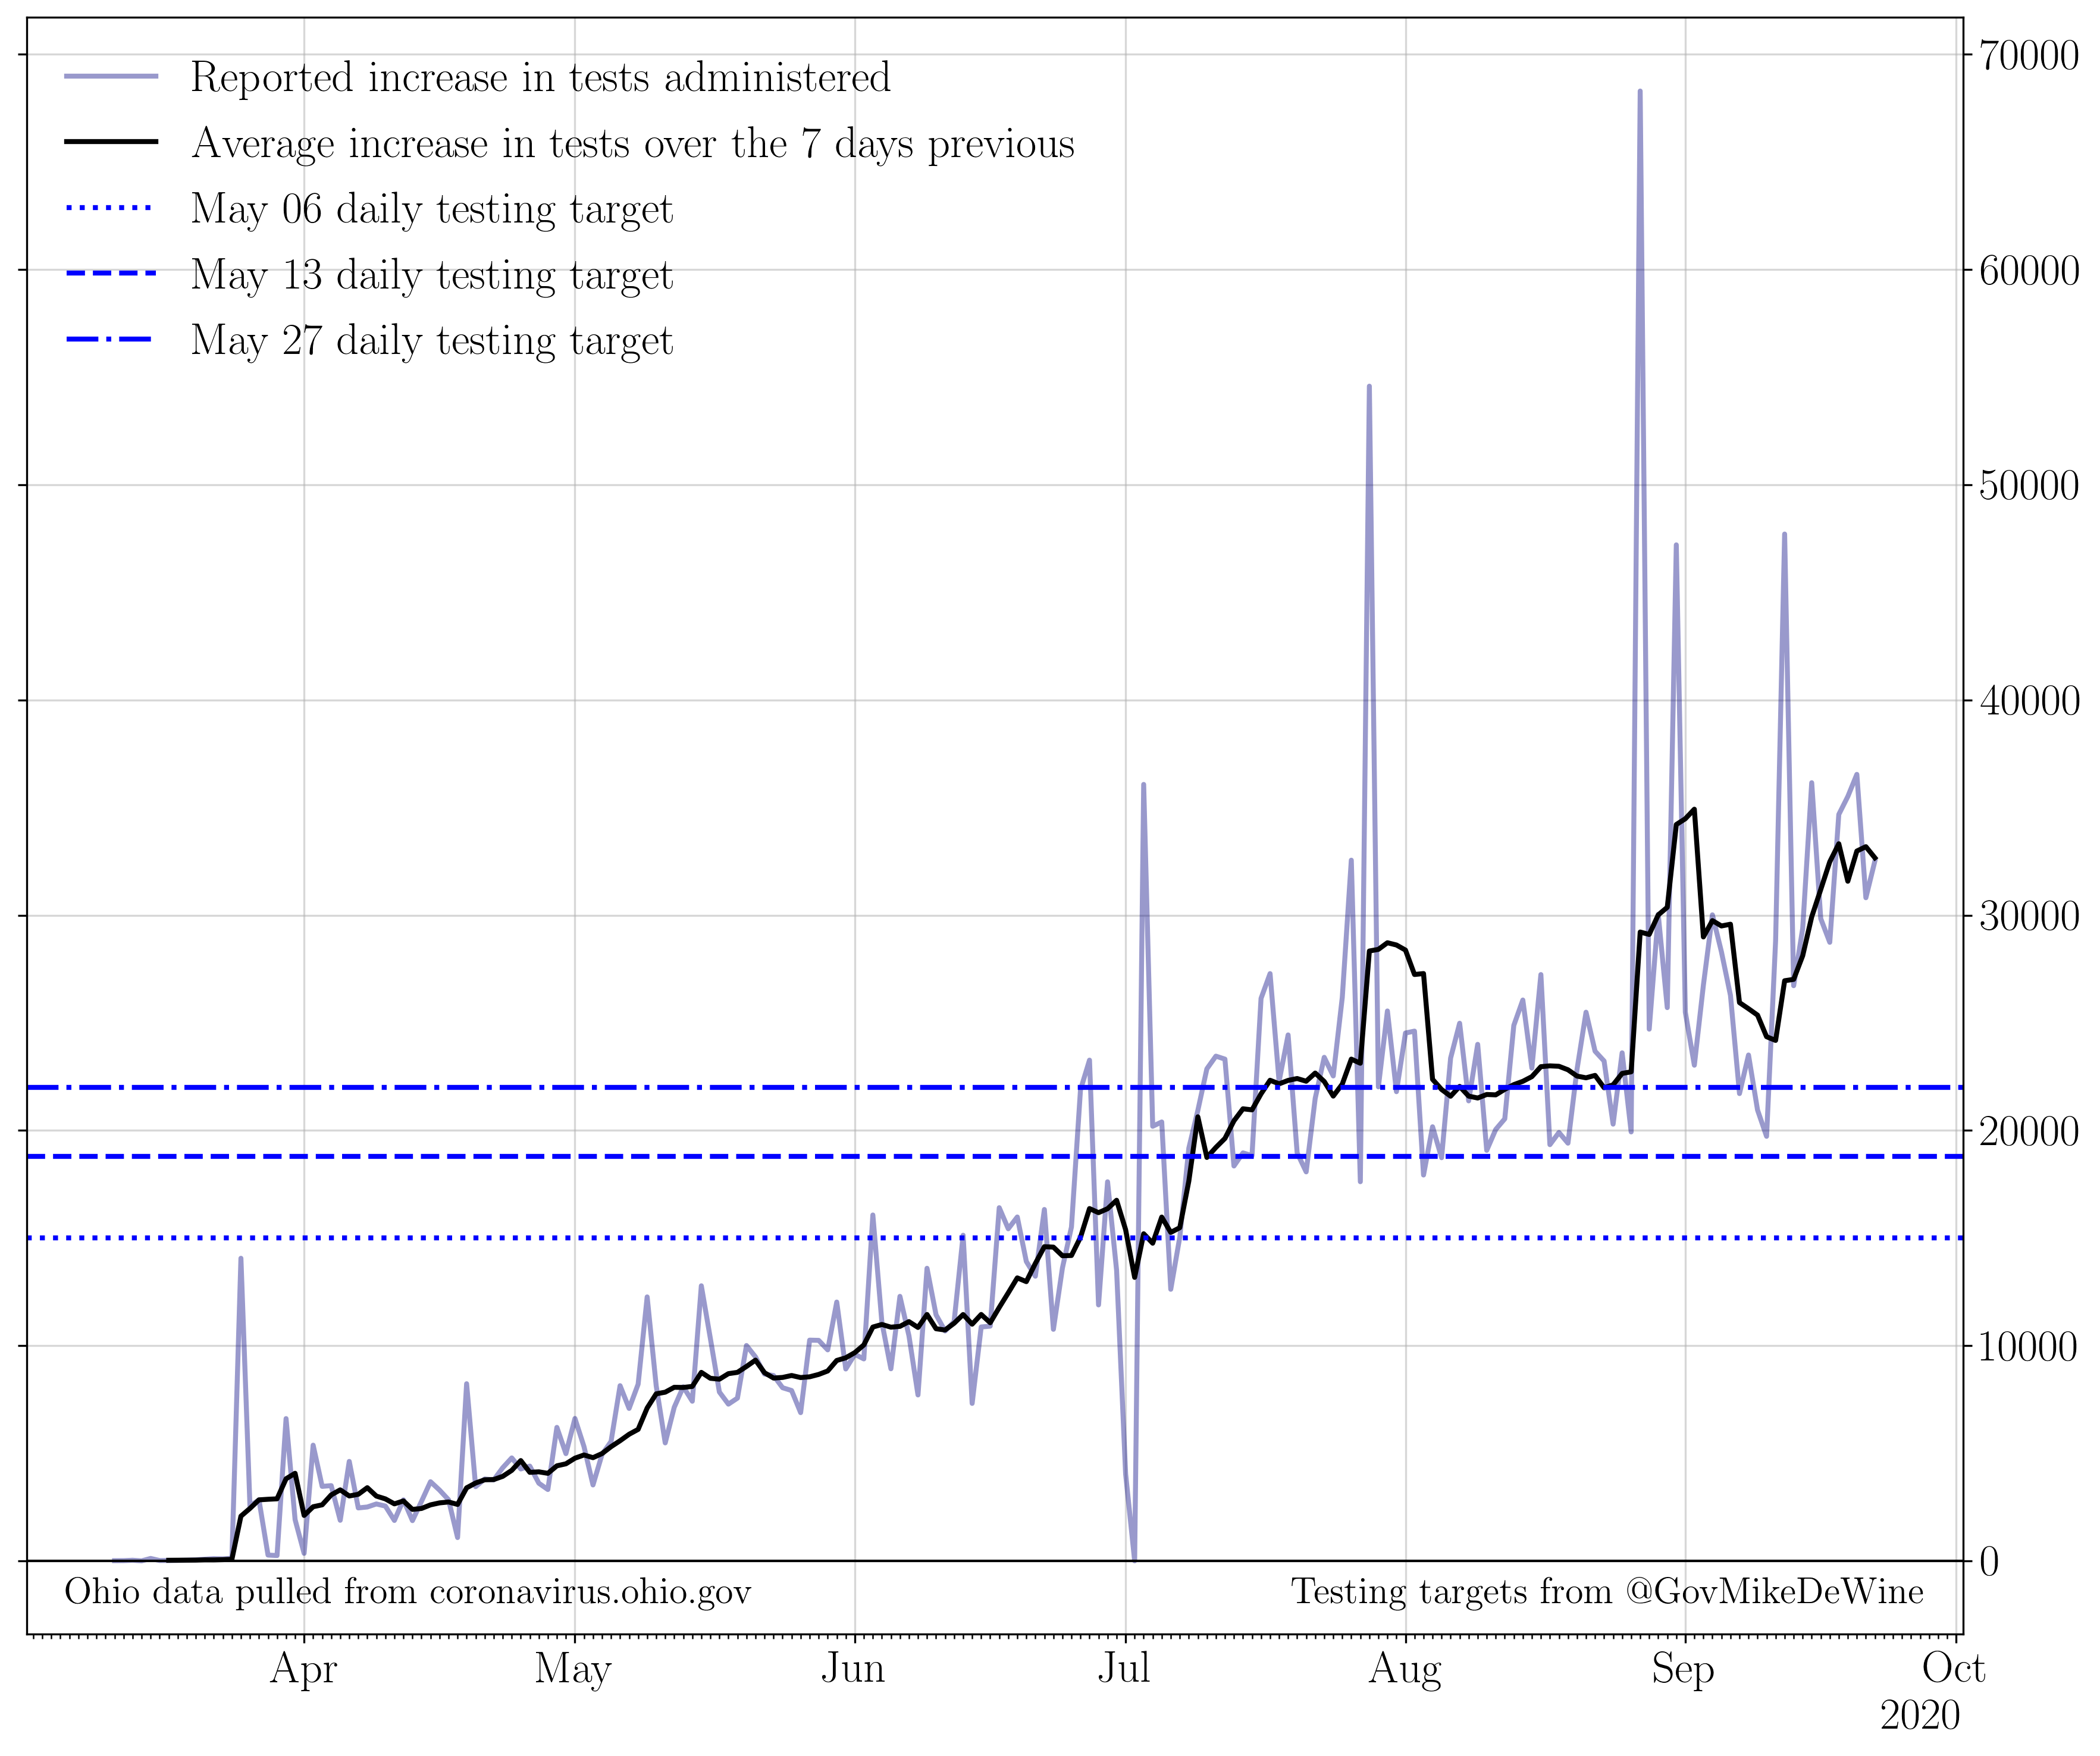 Reported increase in tests administered
Average increase in tests over the 7 days previous
May 06 daily testing target
May 13 daily testing target
May 27 daily testing target
70000
60000
50000
40000
30000
20000
10000
0
Ohio data pulled from coronavirus.ohio.gov
Testing targets from @GovMikeDeWine
Apr May Jun Jul Aug Sep Oct
2020